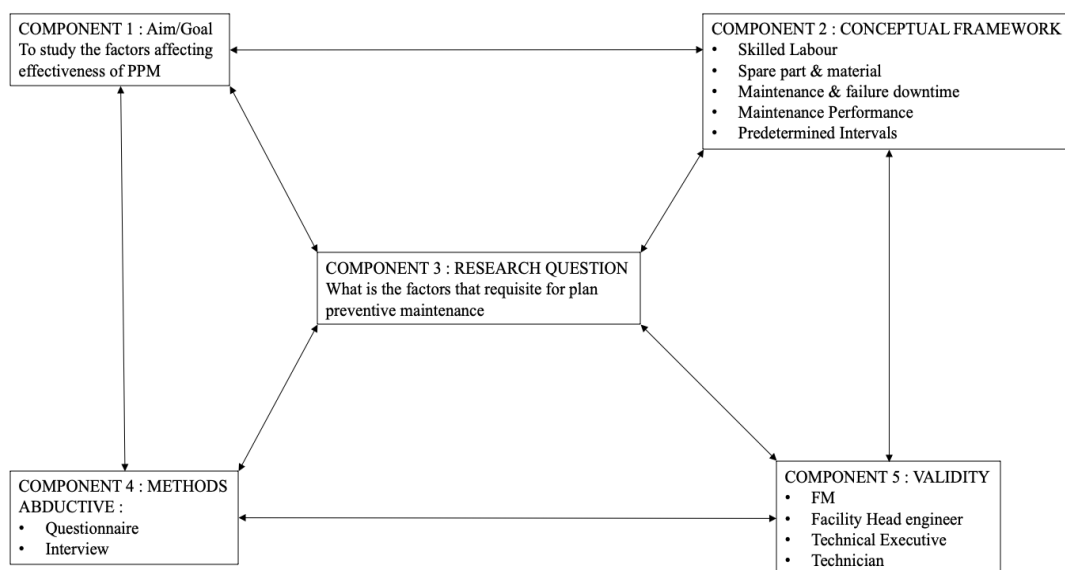 COMPONENT 1 : Aim/Goal
To study the factors affecting
effectiveness of PPM
COMPONENT 2 : CONCEPTUAL FRAMEWORK
• Skilled Labour
• Spare part & material
• Maintenance & failure downtime
• Maintenance Performance
• Predetermined Intervals
COMPONENT 3 : RESEARCH QUESTION
What is the factors that requisite for plan
preventive maintenance
COMPONENT 4 : METHODS
ABDUCTIVE :
• Questionnaire
• Interview
COMPONENT 5 : VALIDITY
• FM
• Facility Head engineer
• Technical Executive
• Technician